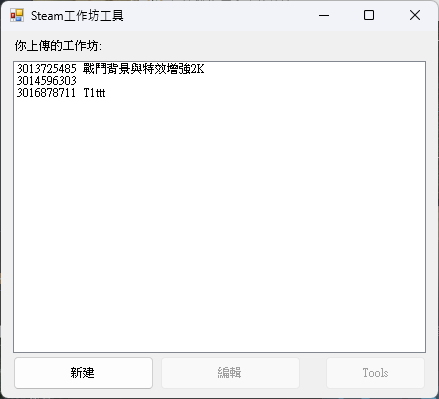 Steam工作坊工具
你上傳的工作坊:
3013725485 戰鬥背景與特效增強2K
3014596303
3016878711 T1ttt
新建 編輯 Tools